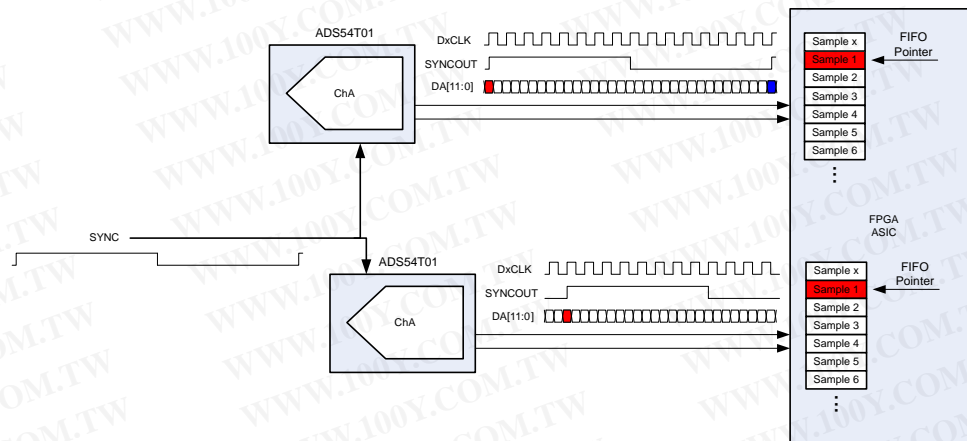 ADS54T01
DxCLK
SYNCOUT
DA[11:0]
ChA
Sample x
Sample 1
Sample 2
Sample 3
Sample 4
Sample 5
Sample 6
FIFO
Pointer
SYNC
FPGA
ASIC
ADS54T01
DxCLK
SYNCOUT
DA[11:0]
ChA
Sample x
Sample 1
Sample 2
Sample 3
Sample 4
Sample 5
Sample 6
FIFO
Pointer
WWW.100Y.COM.TW